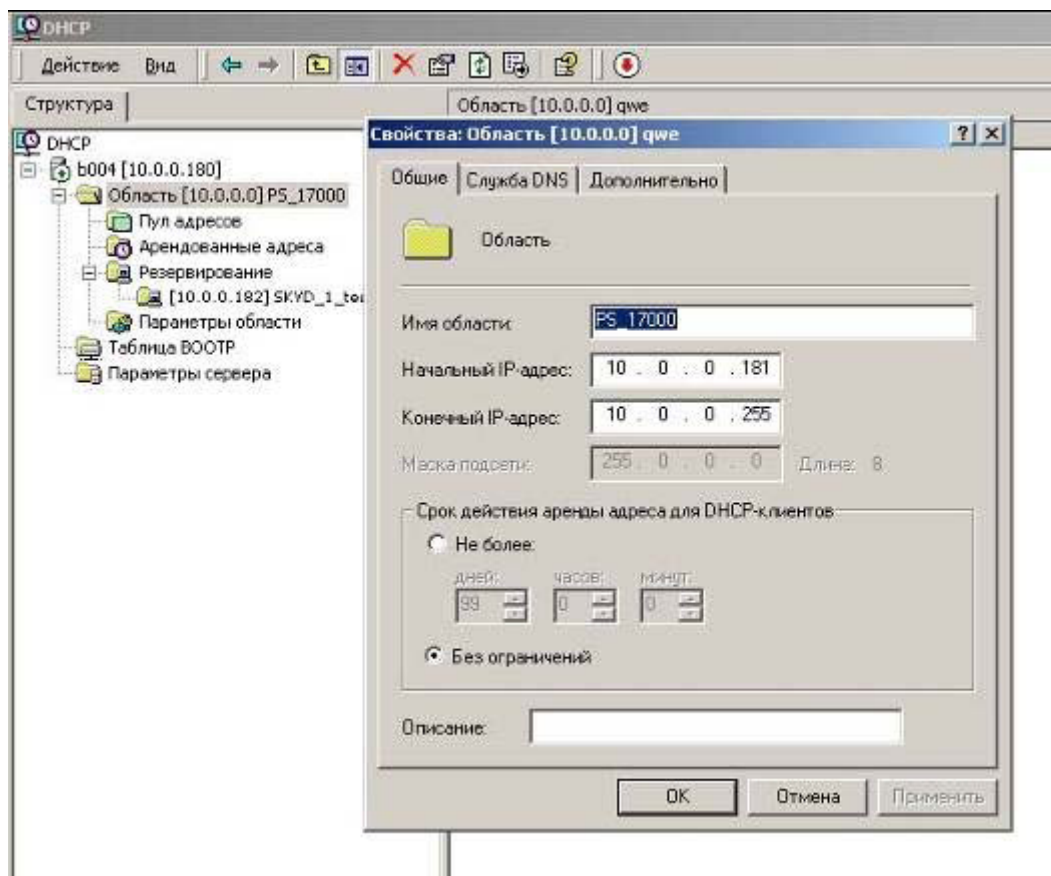 DHCP
Действие Вид
Структура
Область [10.0.0.0] qwe
DHCP
b004 [10.0.0.180]
Область [10.0.0.0] PS_17000
Пул адресов
Арендованные адреса
Резервирование
[10.0.0.182] SKYD_1_
Параметры области
Таблица BOOTP
Параметры сервера
Свойства: Область [10.0.0.0] qwe
Общие Служба DNS Дополнительно
Область
Имя области: PS_17000
Начальный IP-адрес: 10 . 0 . 0 . 181
Конечный IP-адрес: 10 . 0 . 0 . 255
Маска подсети: 255 . 0 . 0 . 0 Длина: 8
Срок действия аренды адреса для DHCP-клиентов
Не более:
дней: часов: минут:
99 0 0
Без ограничений
Описание:
OK Отмена Применить